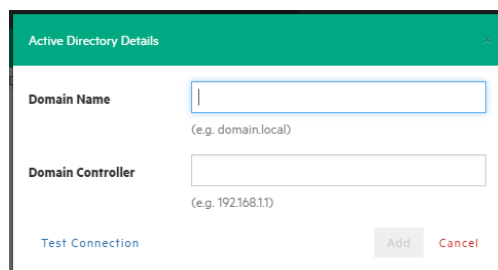 Active Directory Details
Domain Name
(e.g. domain.local)
Domain Controller
(e.g. 192.168.1.1)
Test Connection Add Cancel